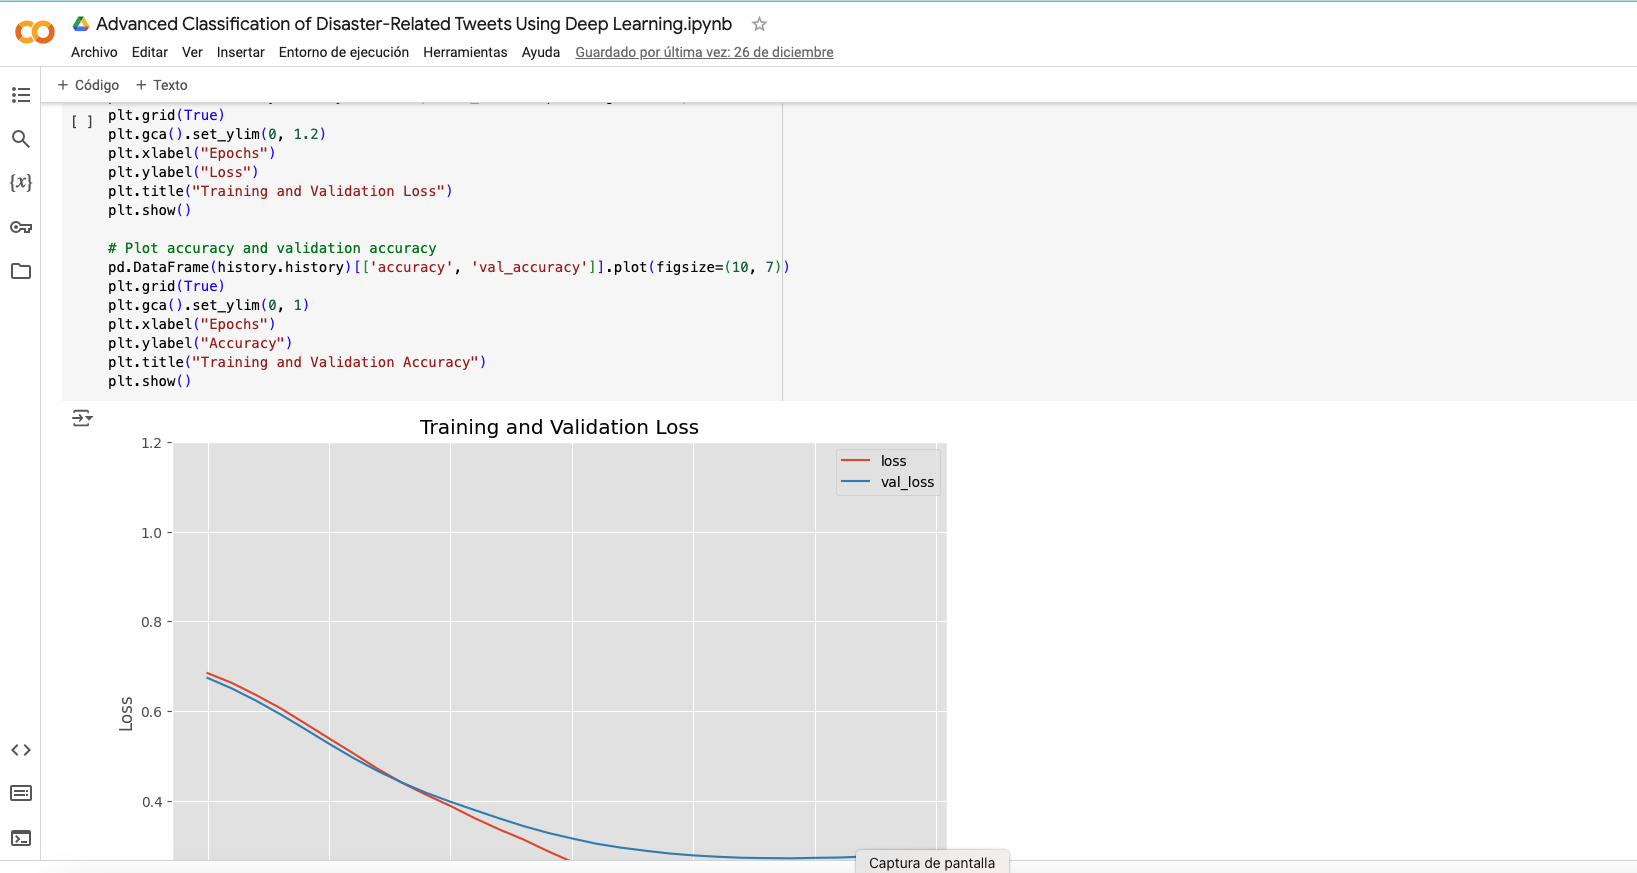 Advanced Classification of Disaster-Related Tweets Using Deep Learning.ipynb
Archivo Editar Ver Insertar Entorno de ejecución Herramientas Ayuda Guardado por última vez: 26 de diciembre
+ Código + Texto
[ ]
plt.grid(True)
plt.gca().set_ylim(0, 1.2)
plt.xlabel("Epochs")
plt.ylabel("Loss")
plt.title("Training and Validation Loss")
plt.show()
# Plot accuracy and validation accuracy
pd.DataFrame(history.history)[['accuracy', 'val_accuracy']].plot(figsize=(10, 7))
plt.grid(True)
plt.gca().set_ylim(0, 1)
plt.xlabel("Epochs")
plt.ylabel("Accuracy")
plt.title("Training and Validation Accuracy")
plt.show()
{x}
Training and Validation Loss
1.2
loss
val_loss
1.0
0.8
0.6
Loss
0.4
Captura de pantalla